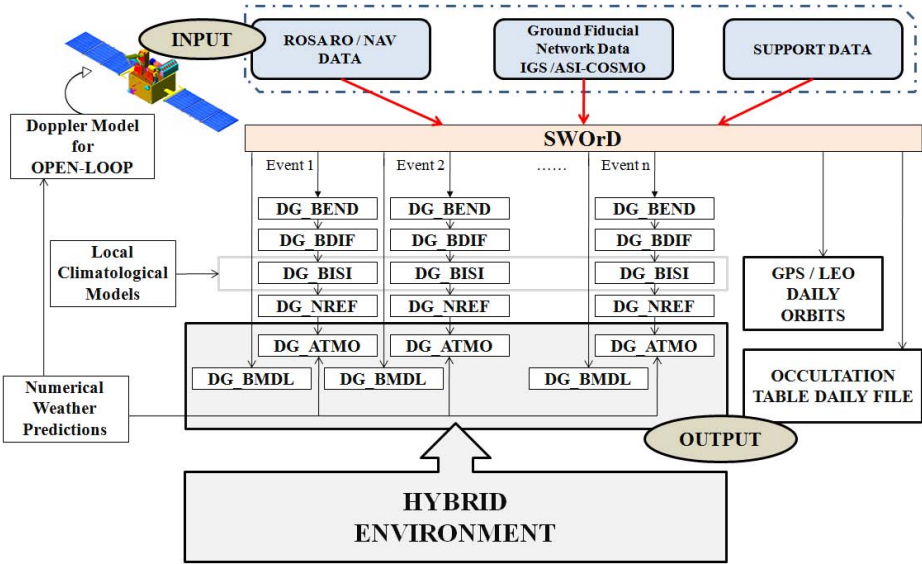 INPUT
ROSA RO / NAV
DATA
Ground Fiducial
Network Data
IGS /ASI-COSMO
SUPPORT DATA
Doppler Model
for
OPEN-LOOP
SWOrD
Event 1
Event 2
......
Event n
DG_BEND
DG_BEND
DG_BEND
DG_BDIF
DG_BDIF
DG_BDIF
Local
Climatological
Models
DG_BISI
DG_BISI
DG_BISI
GPS / LEO
DAILY
ORBITS
DG_NREF
DG_NREF
DG_NREF
DG_ATMO
DG_ATMO
DG_ATMO
DG_BMDL
DG_BMDL
DG_BMDL
Numerical
Weather
Predictions
OCCULTATION
TABLE DAILY FILE
OUTPUT
HYBRID
ENVIRONMENT